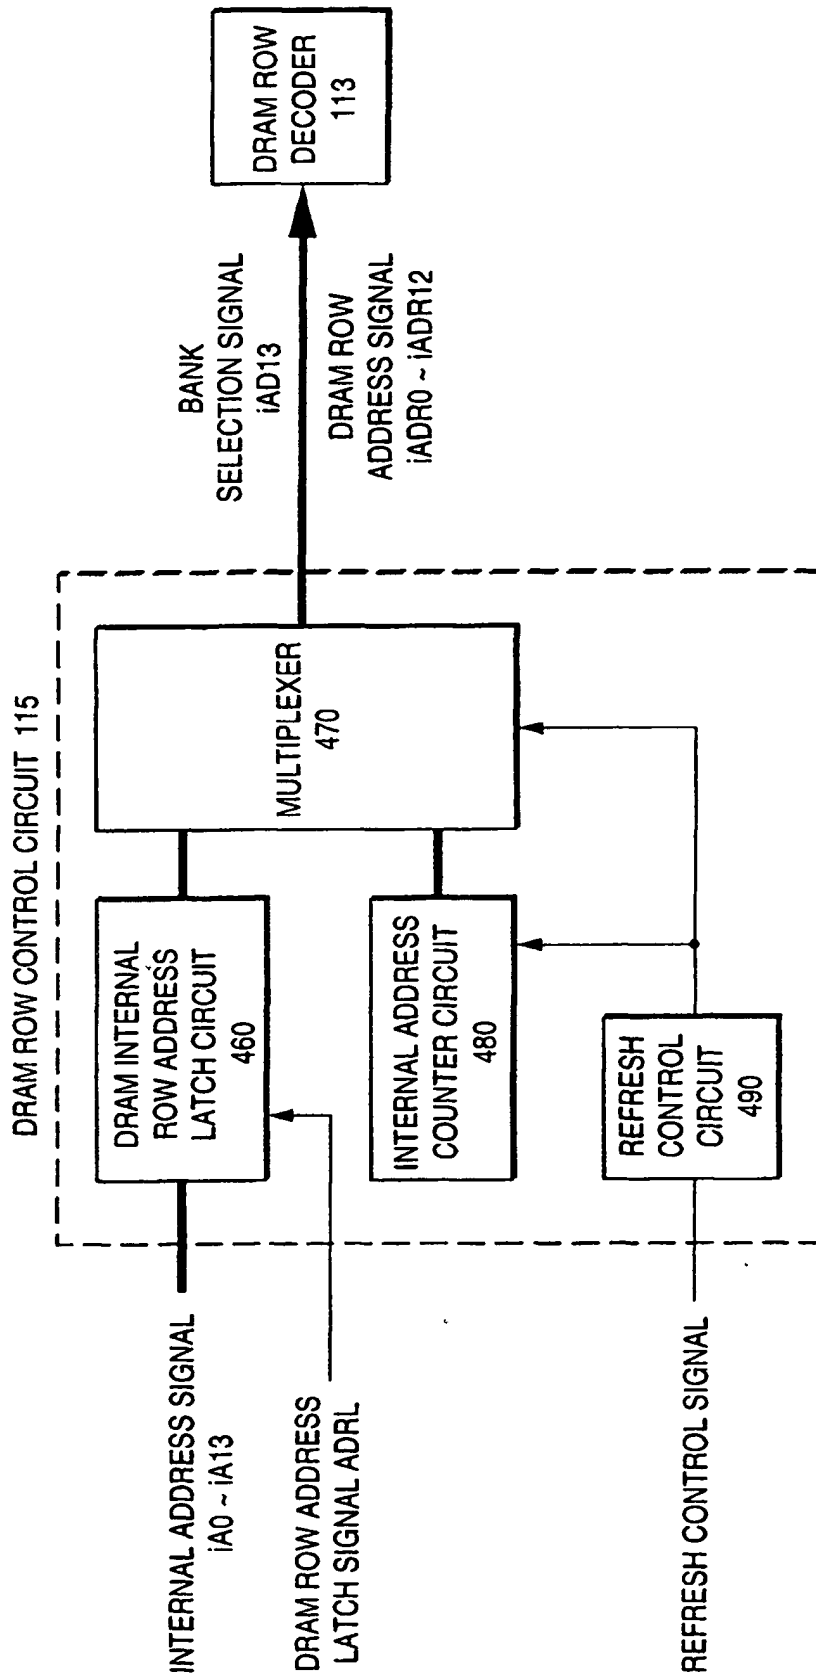 DRAM ROW CONTROL CIRCUIT 115
INTERNAL ADDRESS SIGNAL
iA0 ~ iA13
DRAM ROW ADDRESS
LATCH SIGNAL ADRL
REFRESH CONTROL SIGNAL
DRAM INTERNAL
ROW ADDRESS
LATCH CIRCUIT
460
INTERNAL ADDRESS
COUNTER CIRCUIT
480
REFRESH
CONTROL
CIRCUIT
490
MULTIPLEXER
470
BANK
SELECTION SIGNAL
iAD13
DRAM ROW
ADDRESS SIGNAL
iADR0 ~ iADR12
DRAM ROW
DECODER
113